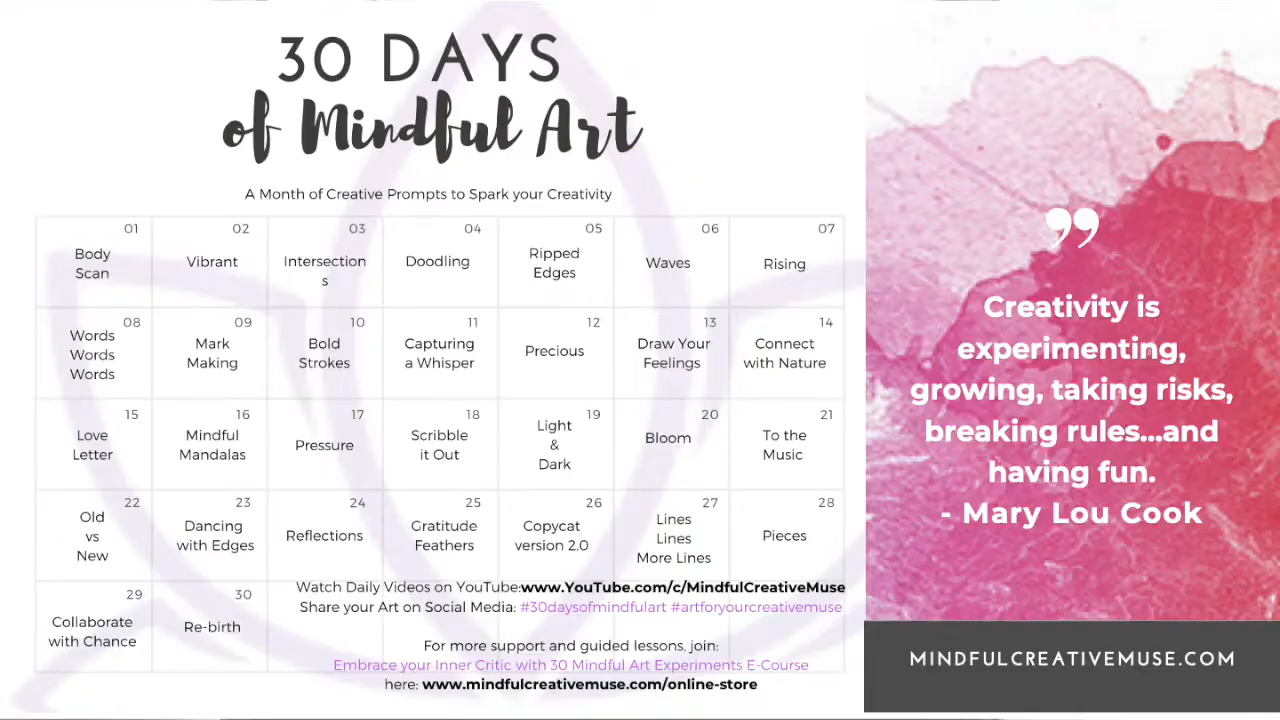 30 DAYS
of Mindful Art
A Month of Creative Prompts to Spark your Creativity
01
Body
Scan
02
Vibrant
03
Intersection
s
04
Doodling
05
Ripped
Edges
06
Waves
07
Rising
08
Words
Words
Words
09
Mark
Making
10
Bold
Strokes
11
Capturing
a Whisper
12
Precious
13
Draw Your
Feelings
14
Connect
with Nature
15
Love
Letter
16
Mindful
Mandalas
17
Pressure
18
Scribble
it Out
19
Light
&
Dark
20
Bloom
21
To the
Music
22
Old
vs
New
23
Dancing
with Edges
24
Reflections
25
Gratitude
Feathers
26
Copycat
version 2.0
27
Lines
Lines
More Lines
28
Pieces
29
Collaborate
with Chance
30
Re-birth
Watch Daily Videos on YouTube:www.YouTube.com/c/MindfulCreativeMuse
Share your Art on Social Media: #30daysofmindfulart #artforyourcreativemuse
For more support and guided lessons, join:
Embrace your Inner Critic with 30 Mindful Art Experiments E-Course
here: www.mindfulcreativemuse.com/online-store
”
Creativity is
experimenting,
growing, taking risks,
breaking rules...and
having fun.
- Mary Lou Cook
MINDFULCREATIVEMUSE.COM